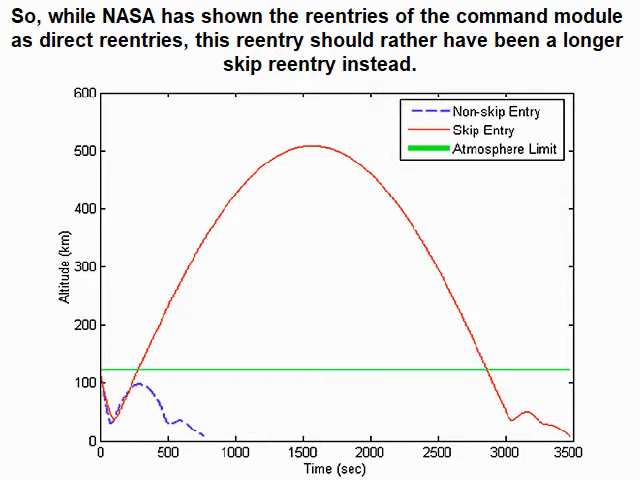 So, while NASA has shown the reentries of the command module
as direct reentries, this reentry should rather have been a longer
skip reentry instead.
600
500
400
300
200
100
0
Altitude (km)
Non-skip Entry
Skip Entry
Atmosphere Limit
0 500 1000 1500 2000 2500 3000 3500
Time (sec)